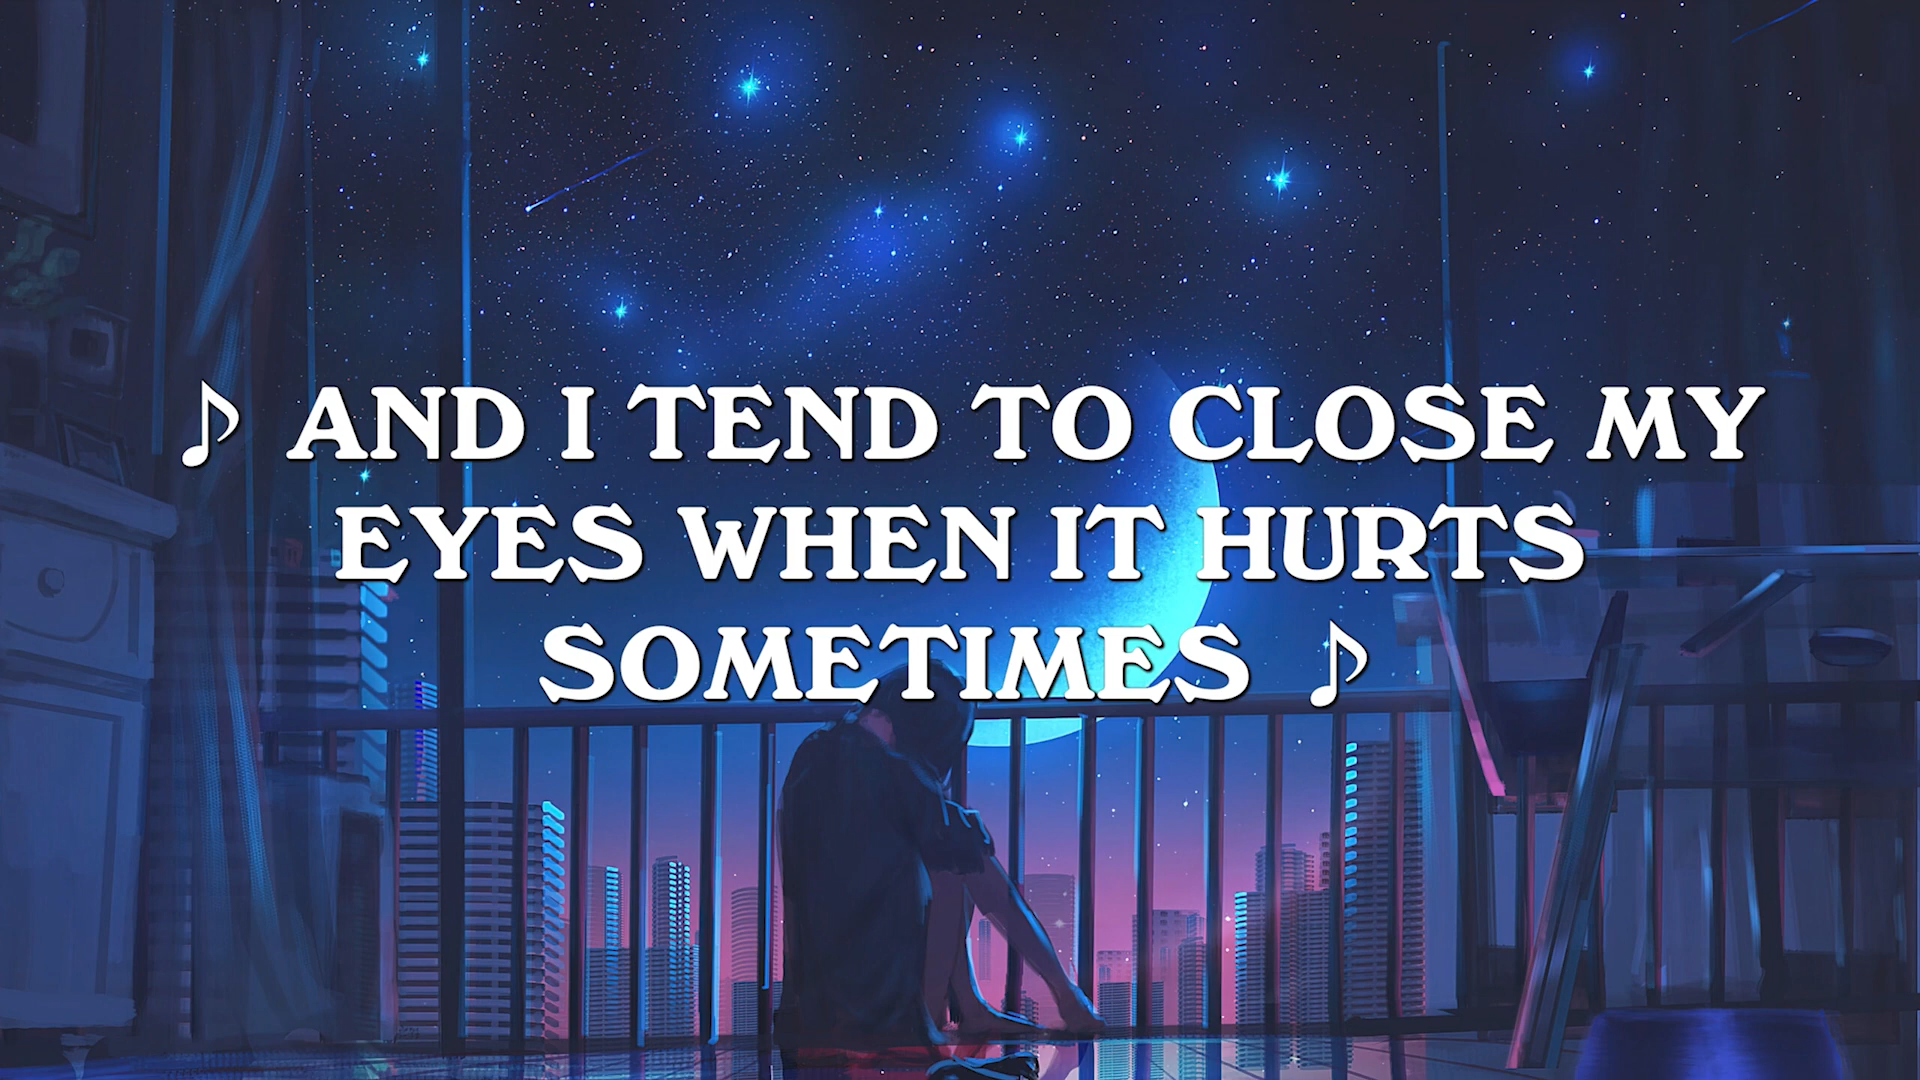 ♪ AND I TEND TO CLOSE MY
EYES WHEN IT HURTS
SOMETIMES ♪